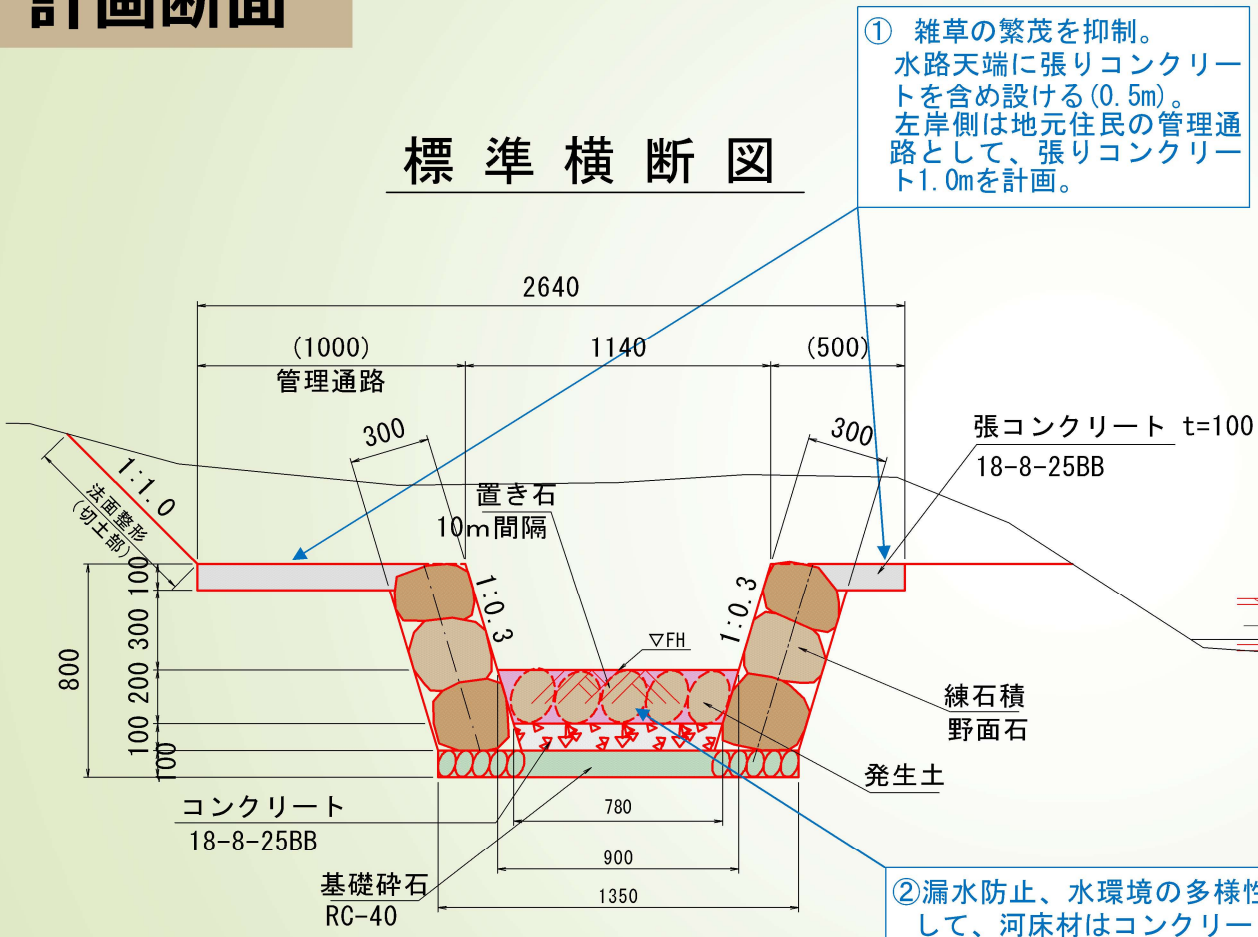 計画断面
① 雑草の繁茂を抑制。
水路天端に張りコンクリー
トを含め設ける(0.5m)。
左岸側は地元住民の管理通
路として、張りコンクリー
ト1.0mを計画。
標準横断図
2640
(1000)
1140
(500)
管理通路
300
300
張コンクリート t=100
18-8-25BB
1:1.0
法面整形
(切土部)
置き石
10m間隔
1:0.3
1:0.3
▽FH
800
100
300
200
100
100
練石積
野面石
発生土
コンクリート
18-8-25BB
780
900
基礎砕石
RC-40
1350
②漏水防止、水環境の多様性
して、河床材はコンクリー